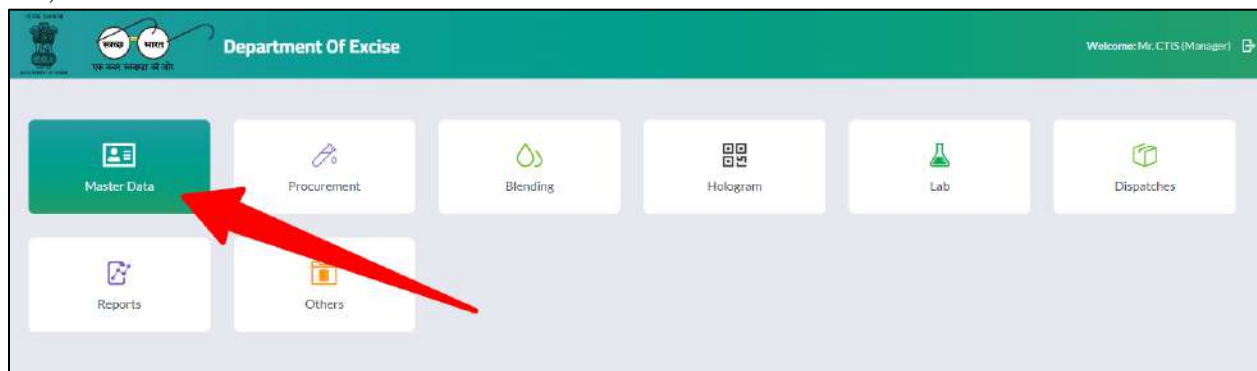 स्वच्छ भारत
एक कदम स्वच्छता की ओर
Department Of Excise
Welcome: Mr. CTIS (Manager)
Master Data
Procurement
Blending
Hologram
Lab
Dispatches
Reports
Others